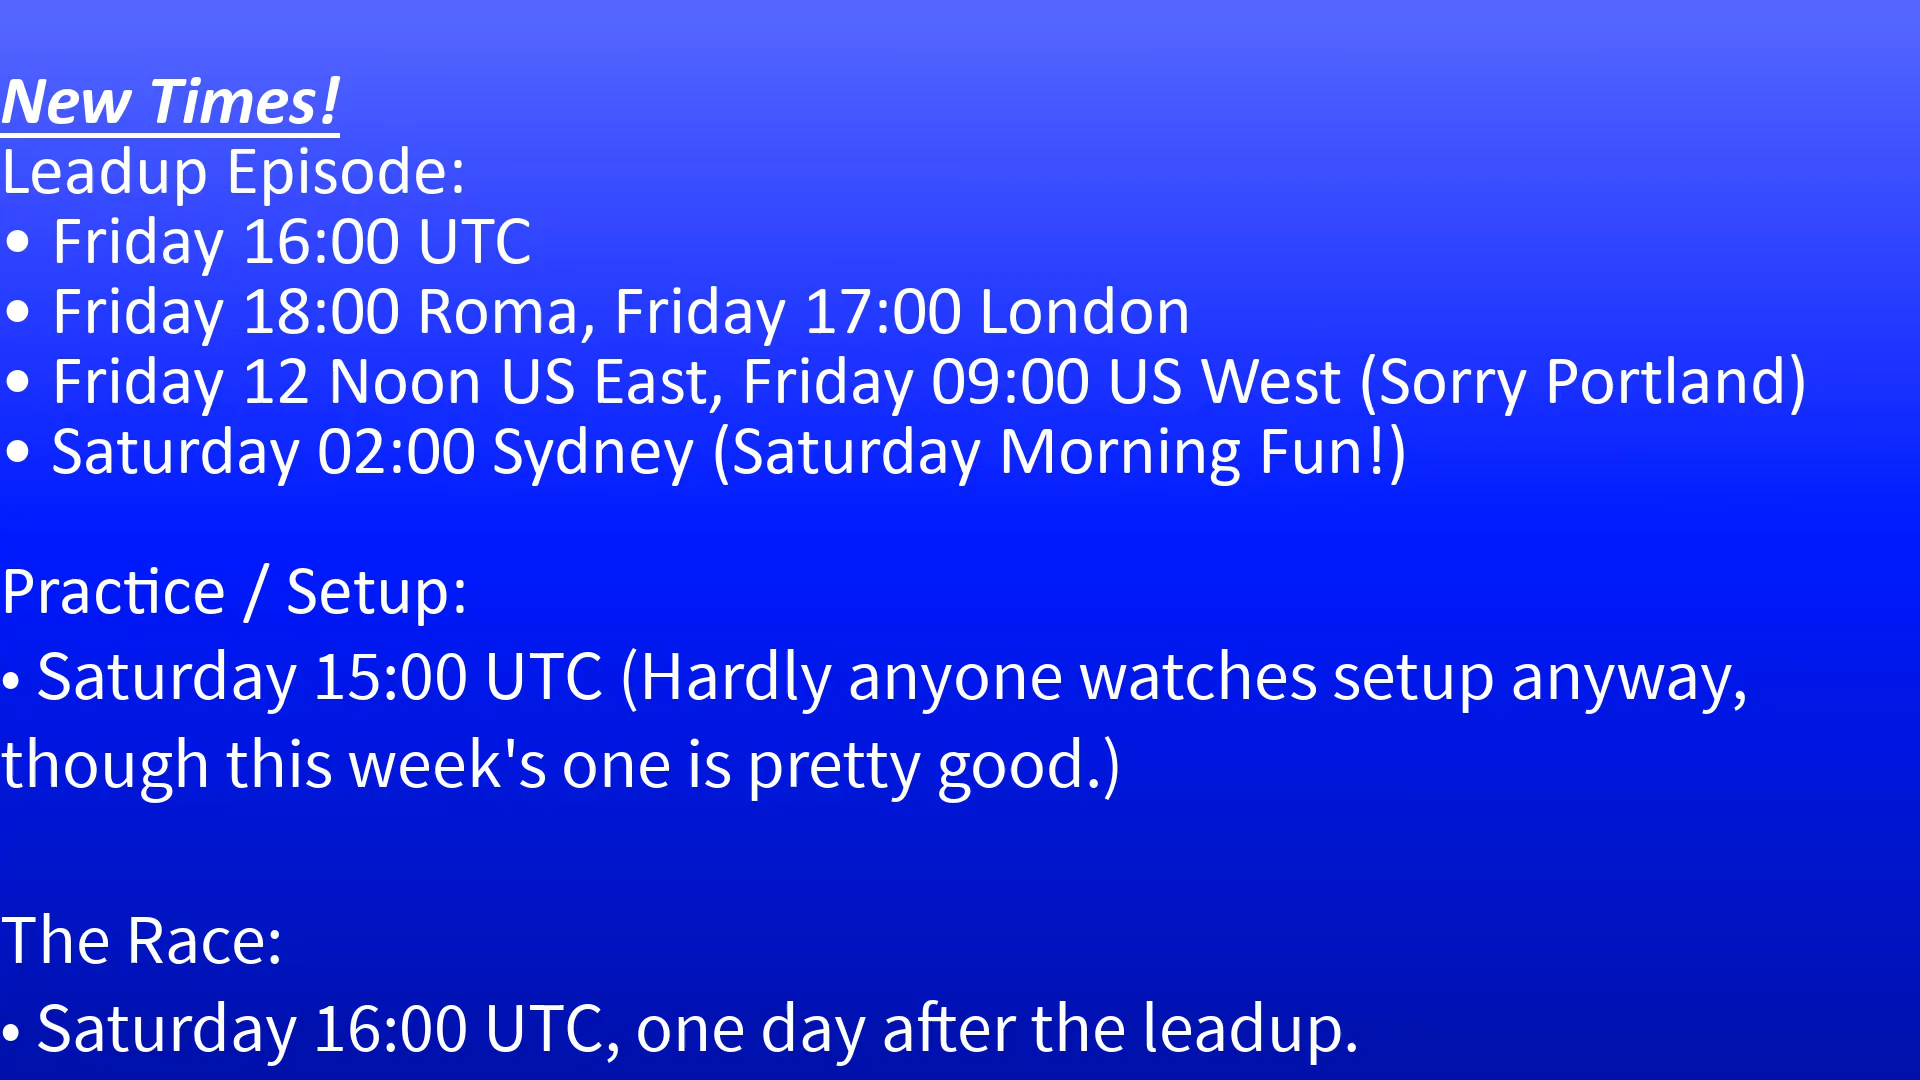 New Times!
Leadup Episode:
• Friday 16:00 UTC
• Friday 18:00 Roma, Friday 17:00 London
• Friday 12 Noon US East, Friday 09:00 US West (Sorry Portland)
• Saturday 02:00 Sydney (Saturday Morning Fun!)
Practice / Setup:
• Saturday 15:00 UTC (Hardly anyone watches setup anyway,
though this week's one is pretty good.)
The Race:
• Saturday 16:00 UTC, one day after the leadup.